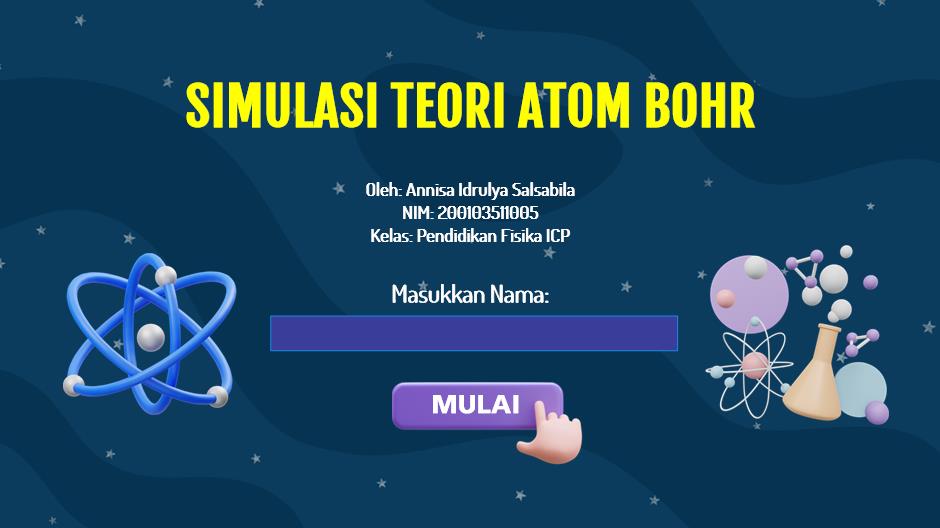 SIMULASI TEORI ATOM BOHR
Oleh: Annisa Idrulya Salsabila
NIM: 200103511005
Kelas: Pendidikan Fisika ICP
Masukkan Nama:
MULAI